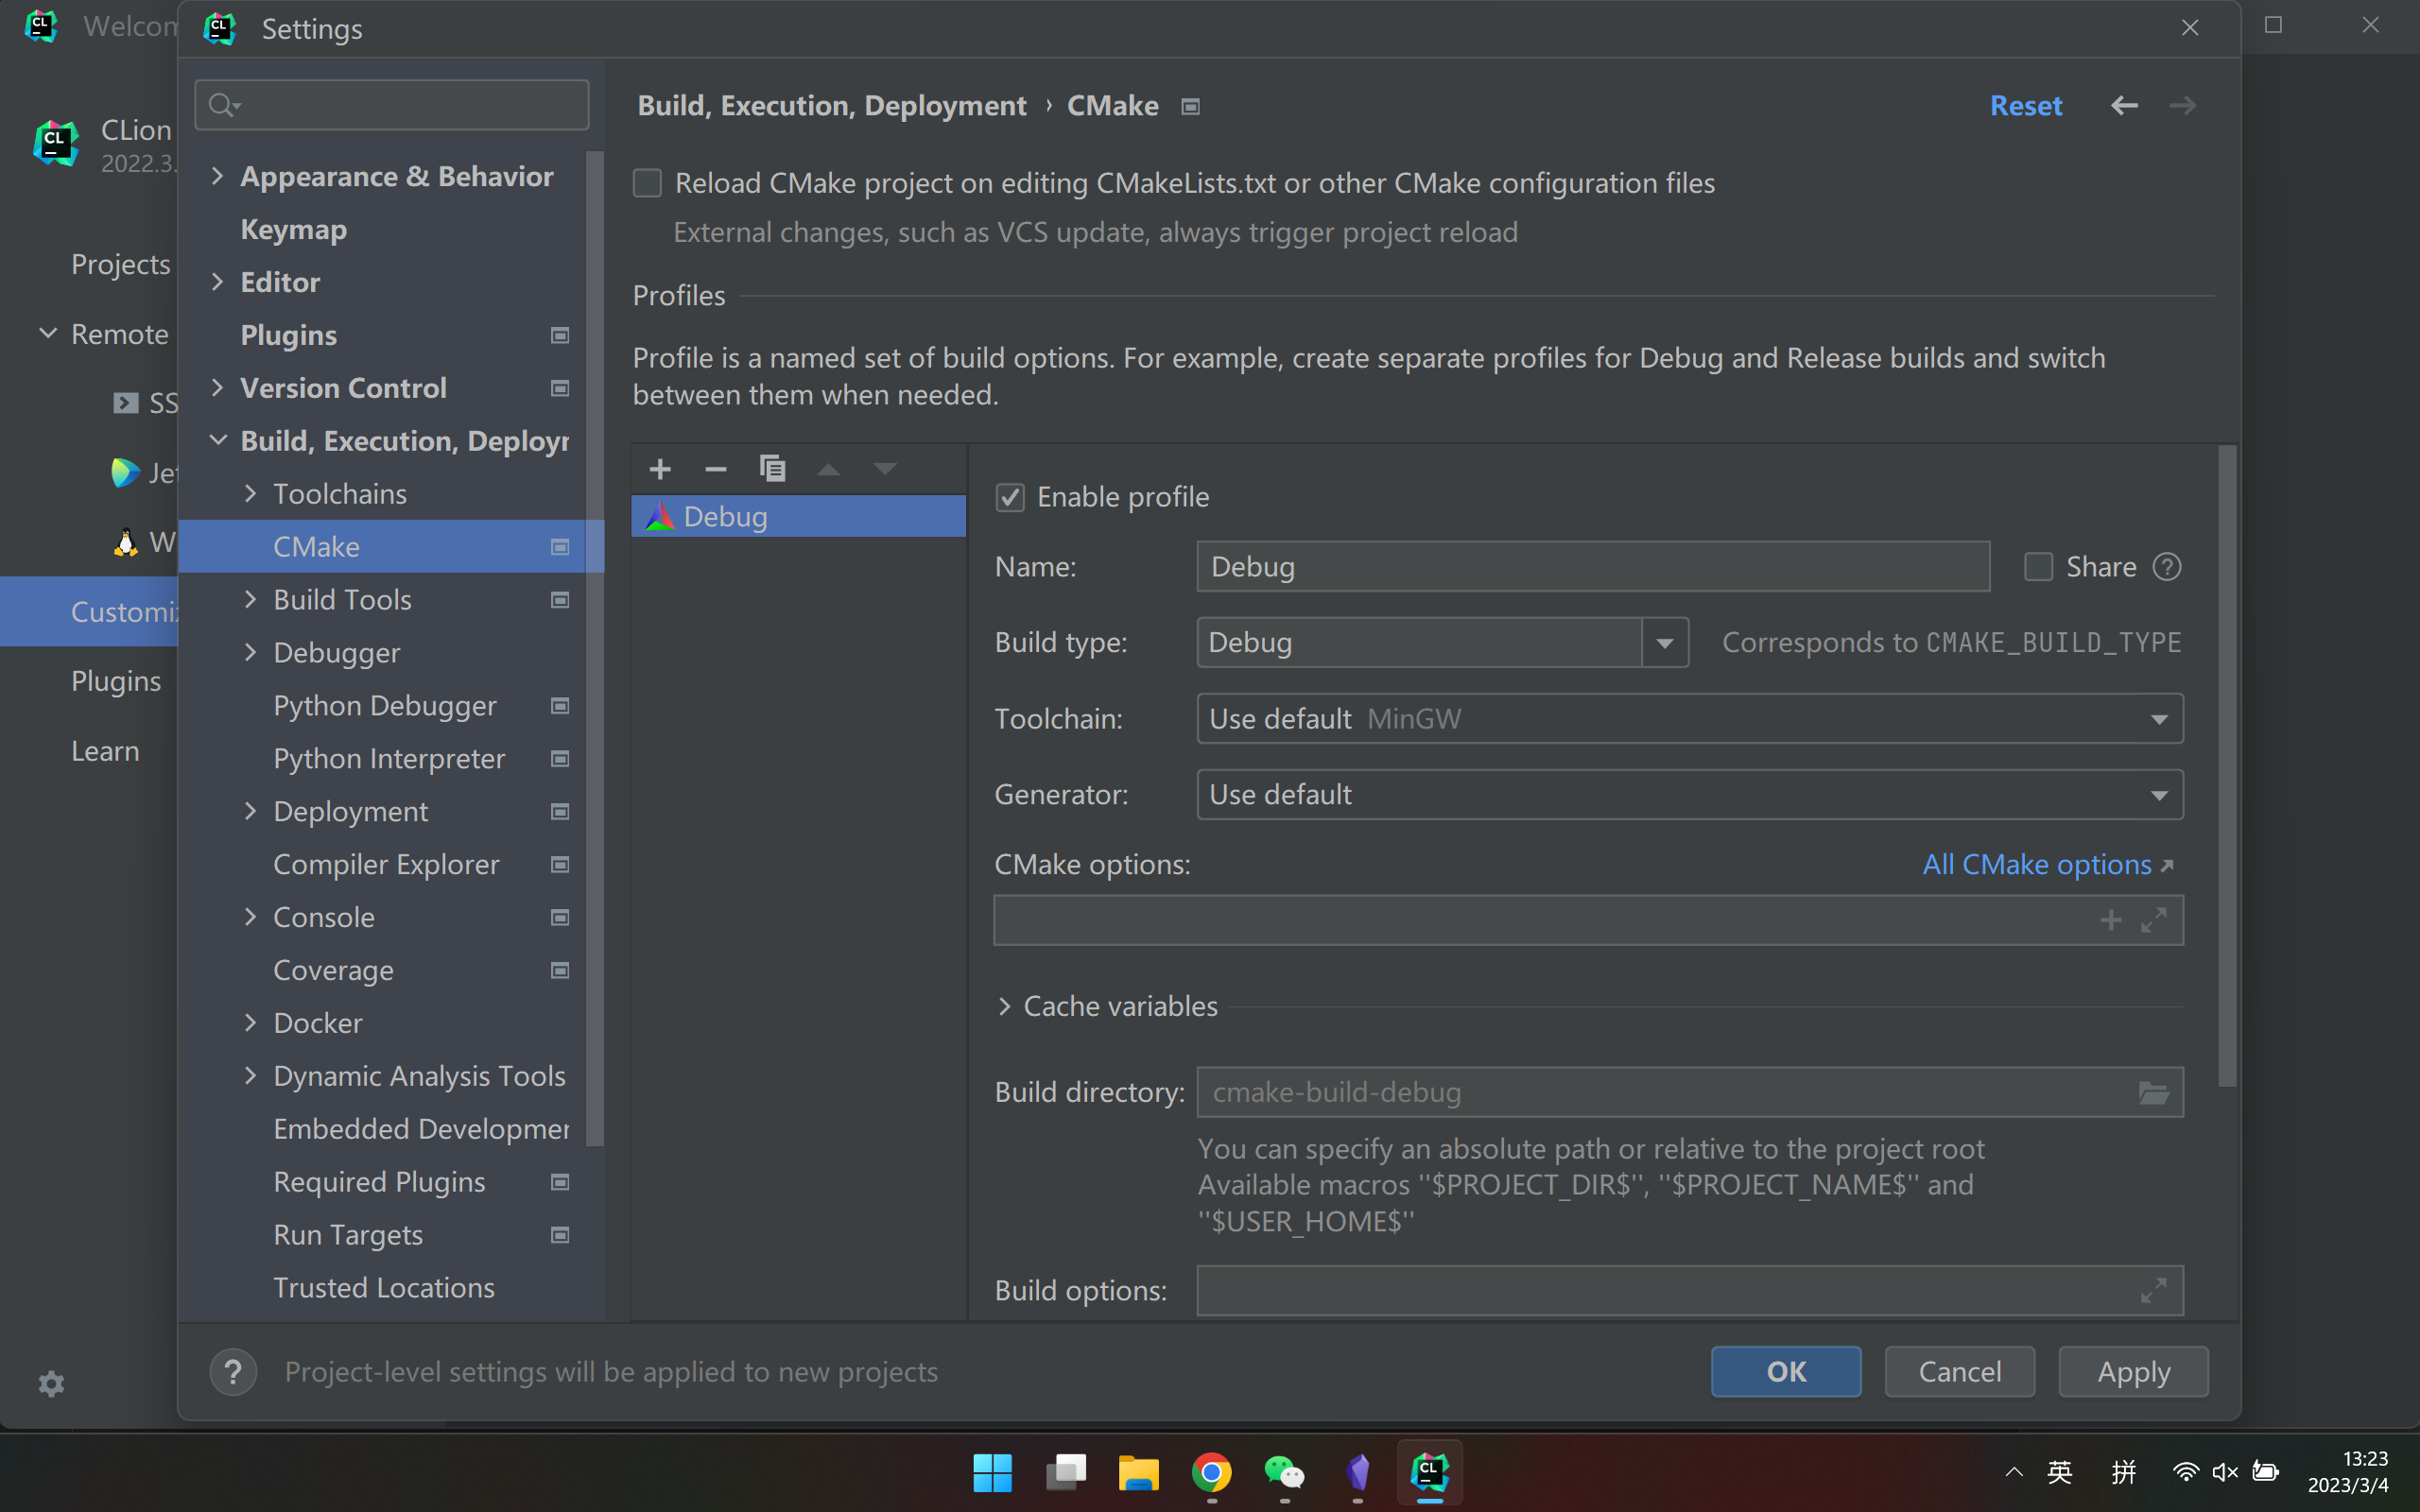 Welcom
Settings
CLion
2022.3.
Projects
Remote
SS
Jet
W
Customiz
Plugins
Learn
Appearance & Behavior
Keymap
Editor
Plugins
Version Control
Build, Execution, Deployr
Toolchains
CMake
Build Tools
Debugger
Python Debugger
Python Interpreter
Deployment
Compiler Explorer
Console
Coverage
Docker
Dynamic Analysis Tools
Embedded Developmer
Required Plugins
Run Targets
Trusted Locations
Build, Execution, Deployment › CMake
Reset
Reload CMake project on editing CMakeLists.txt or other CMake configuration files
External changes, such as VCS update, always trigger project reload
Profiles
Profile is a named set of build options. For example, create separate profiles for Debug and Release builds and switch
between them when needed.
Debug
Enable profile
Name: Debug Share ?
Build type: Debug Corresponds to CMAKE_BUILD_TYPE
Toolchain: Use default MinGW
Generator: Use default
CMake options: All CMake options
Cache variables
Build directory: cmake-build-debug
You can specify an absolute path or relative to the project root
Available macros ''$PROJECT_DIR$'', ''$PROJECT_NAME$'' and
''$USER_HOME$''
Build options:
? Project-level settings will be applied to new projects
OK Cancel Apply
英 拼
13:23
2023/3/4